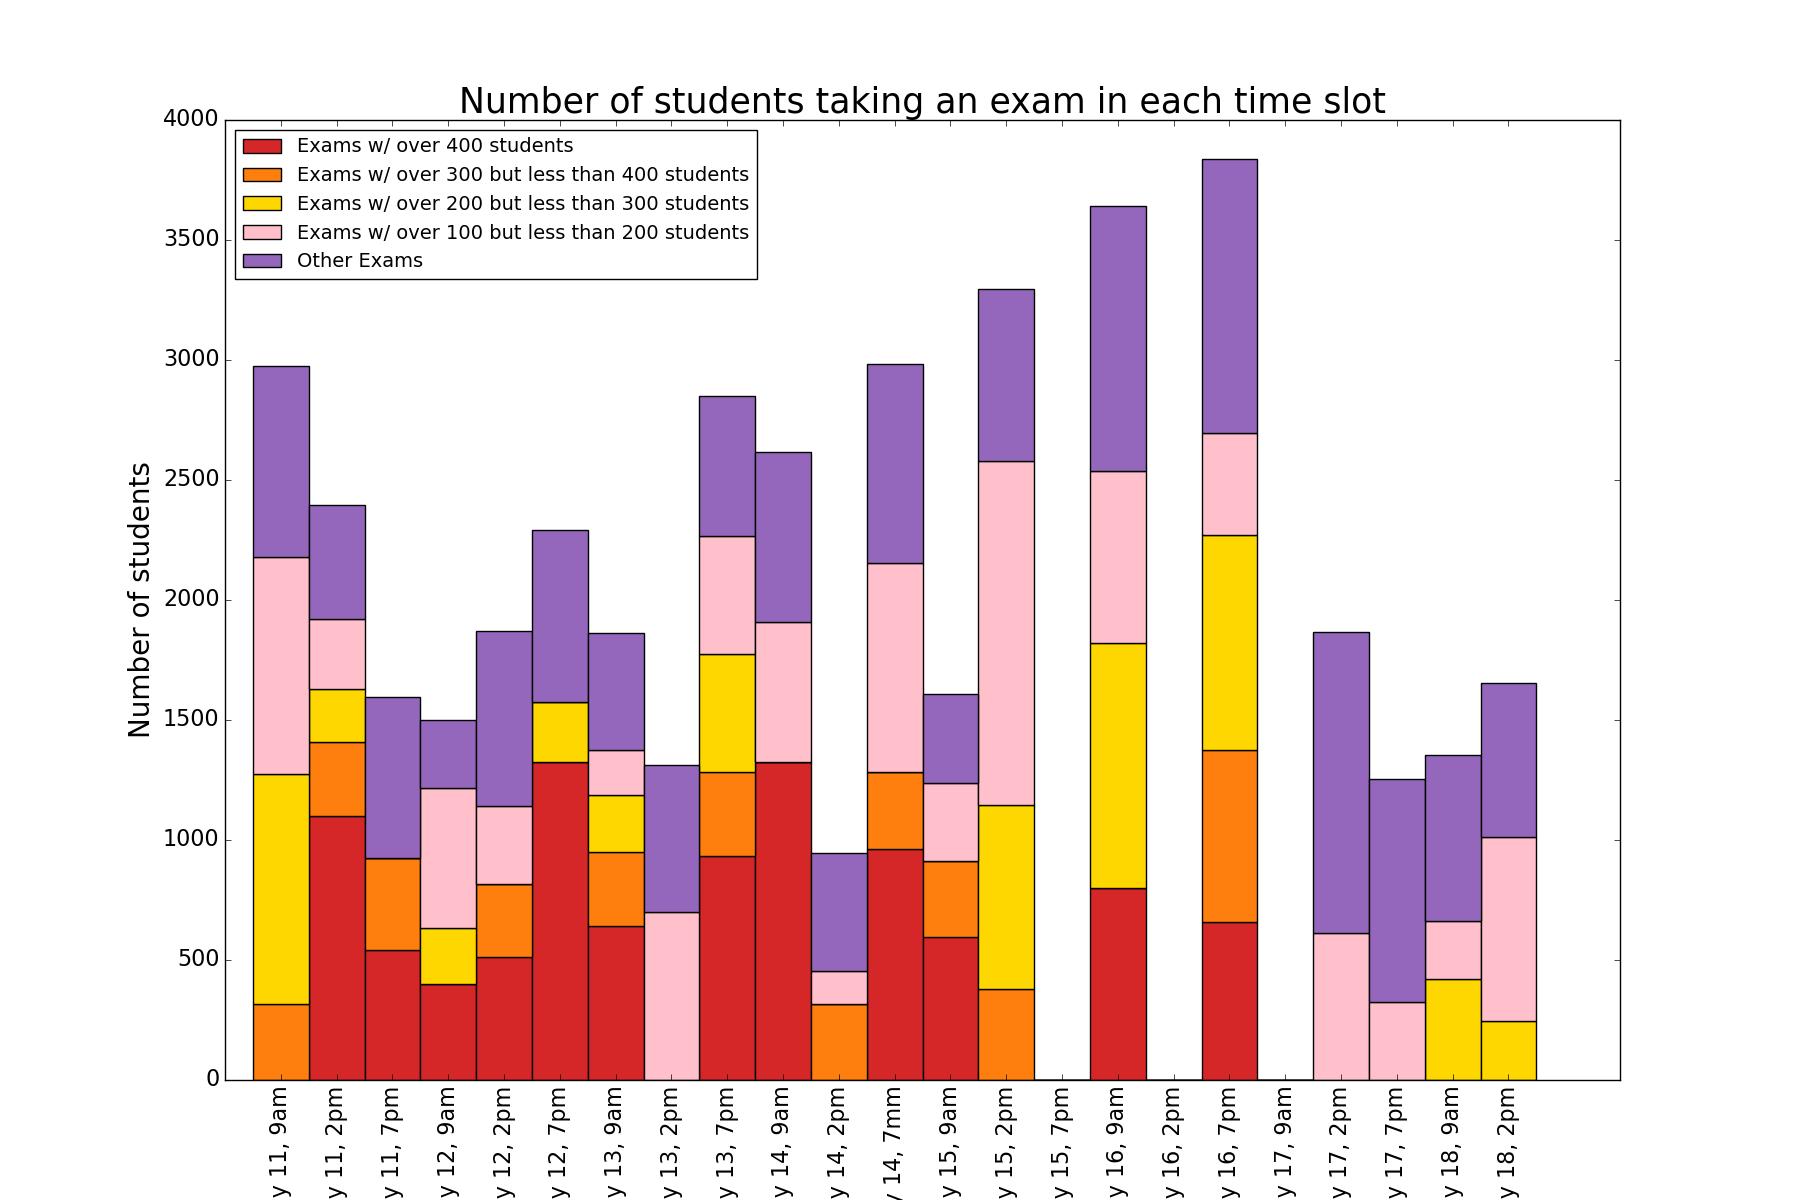 Number of students taking an exam in each time slot
Exams w/ over 400 students
Exams w/ over 300 but less than 400 students
Exams w/ over 200 but less than 300 students
Exams w/ over 100 but less than 200 students
Other Exams
Number of students
4000
3500
3000
2500
2000
1500
1000
500
0
y 11, 9am
y 11, 2pm
y 11, 7pm
y 12, 9am
y 12, 2pm
y 12, 7pm
y 13, 9am
y 13, 2pm
y 13, 7pm
y 14, 9am
y 14, 2pm
y 14, 7mm
y 15, 9am
y 15, 2pm
y 15, 7pm
y 16, 9am
y 16, 2pm
y 16, 7pm
y 17, 9am
y 17, 2pm
y 17, 7pm
y 18, 9am
y 18, 2pm